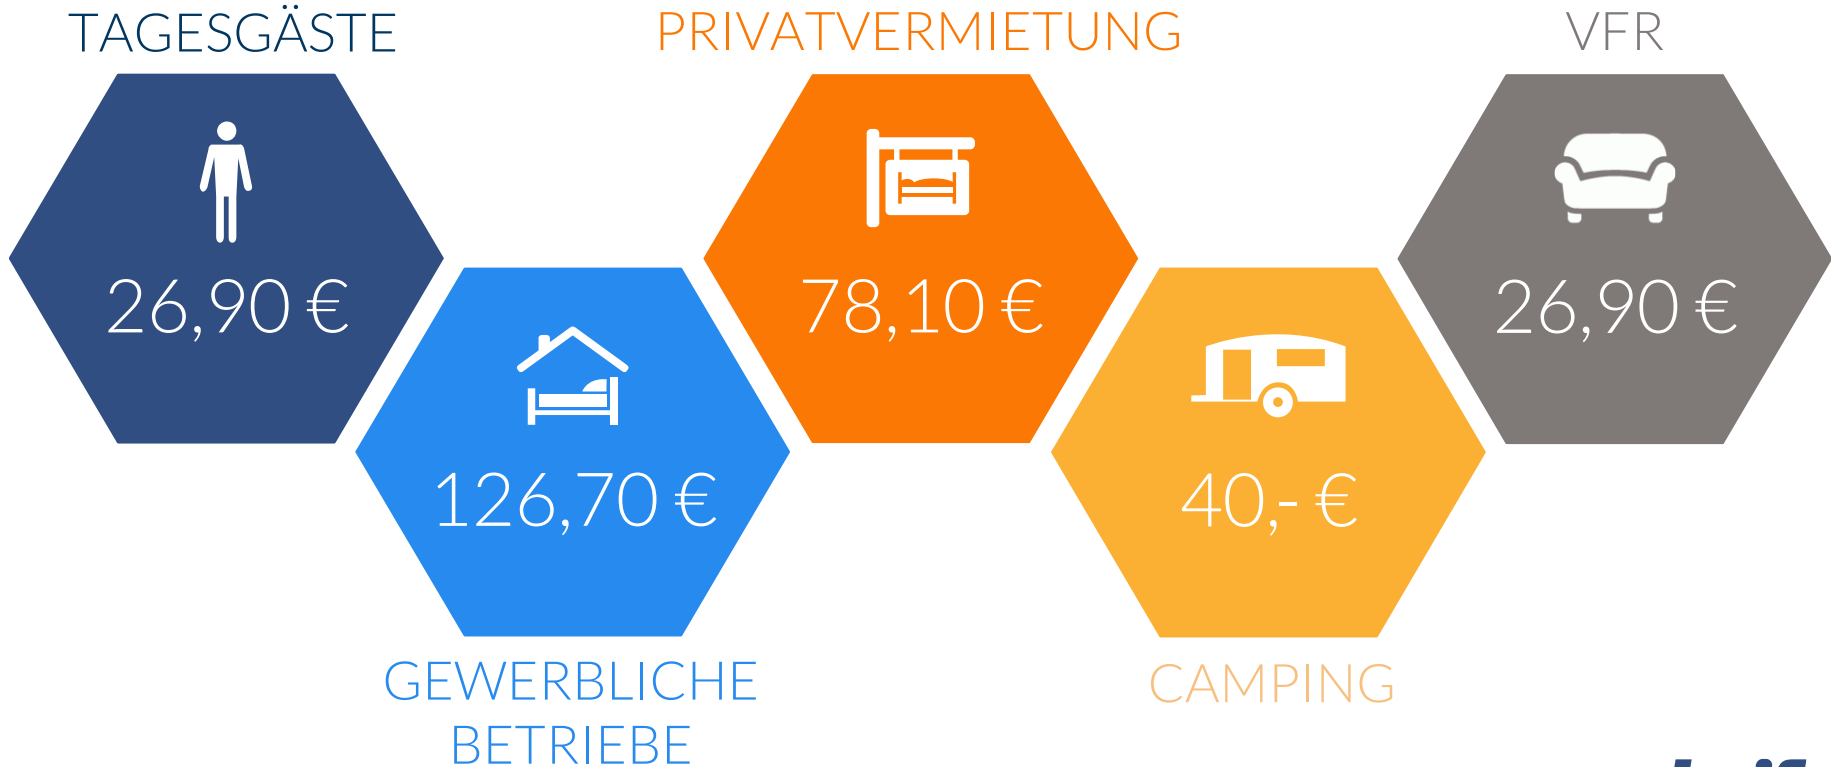 TAGESGÄSTE
26,90 €
GEWERBLICHE
BETRIEBE
126,70 €
PRIVATVERMIETUNG
78,10 €
CAMPING
40,- €
VFR
26,90 €